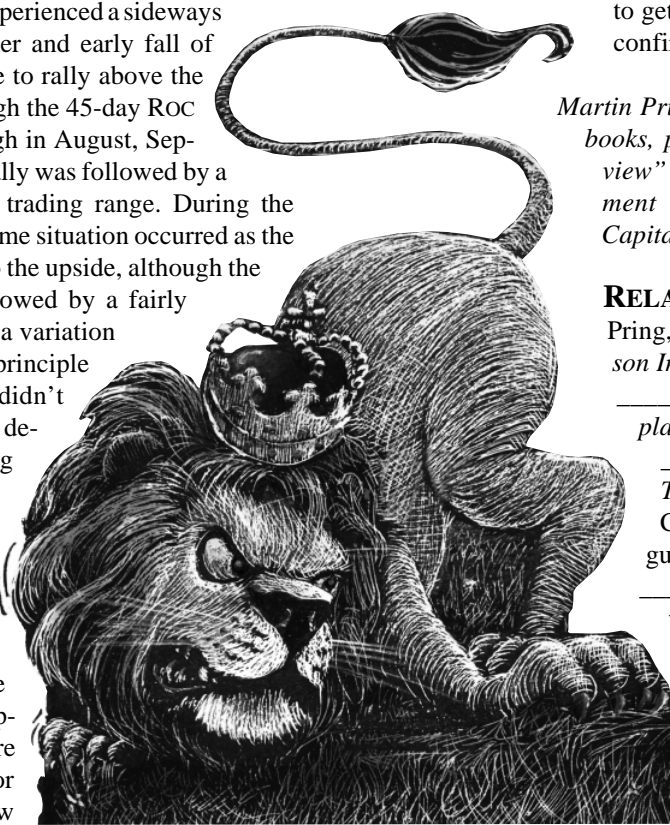 perienced a sideways
er and early fall of
e to rally above the
gh the 45-day ROC
gh in August, Sep-
ally was followed by a
trading range. During the
me situation occurred as the
the upside, although the
owed by a fairly
a variation
principle
didn't
de-
g
e
p-
re
or
w
to get
confi
Martin Pri
books, p
view"
ment
Capita
RELA
Pring,
son In
pla
T
C
gu